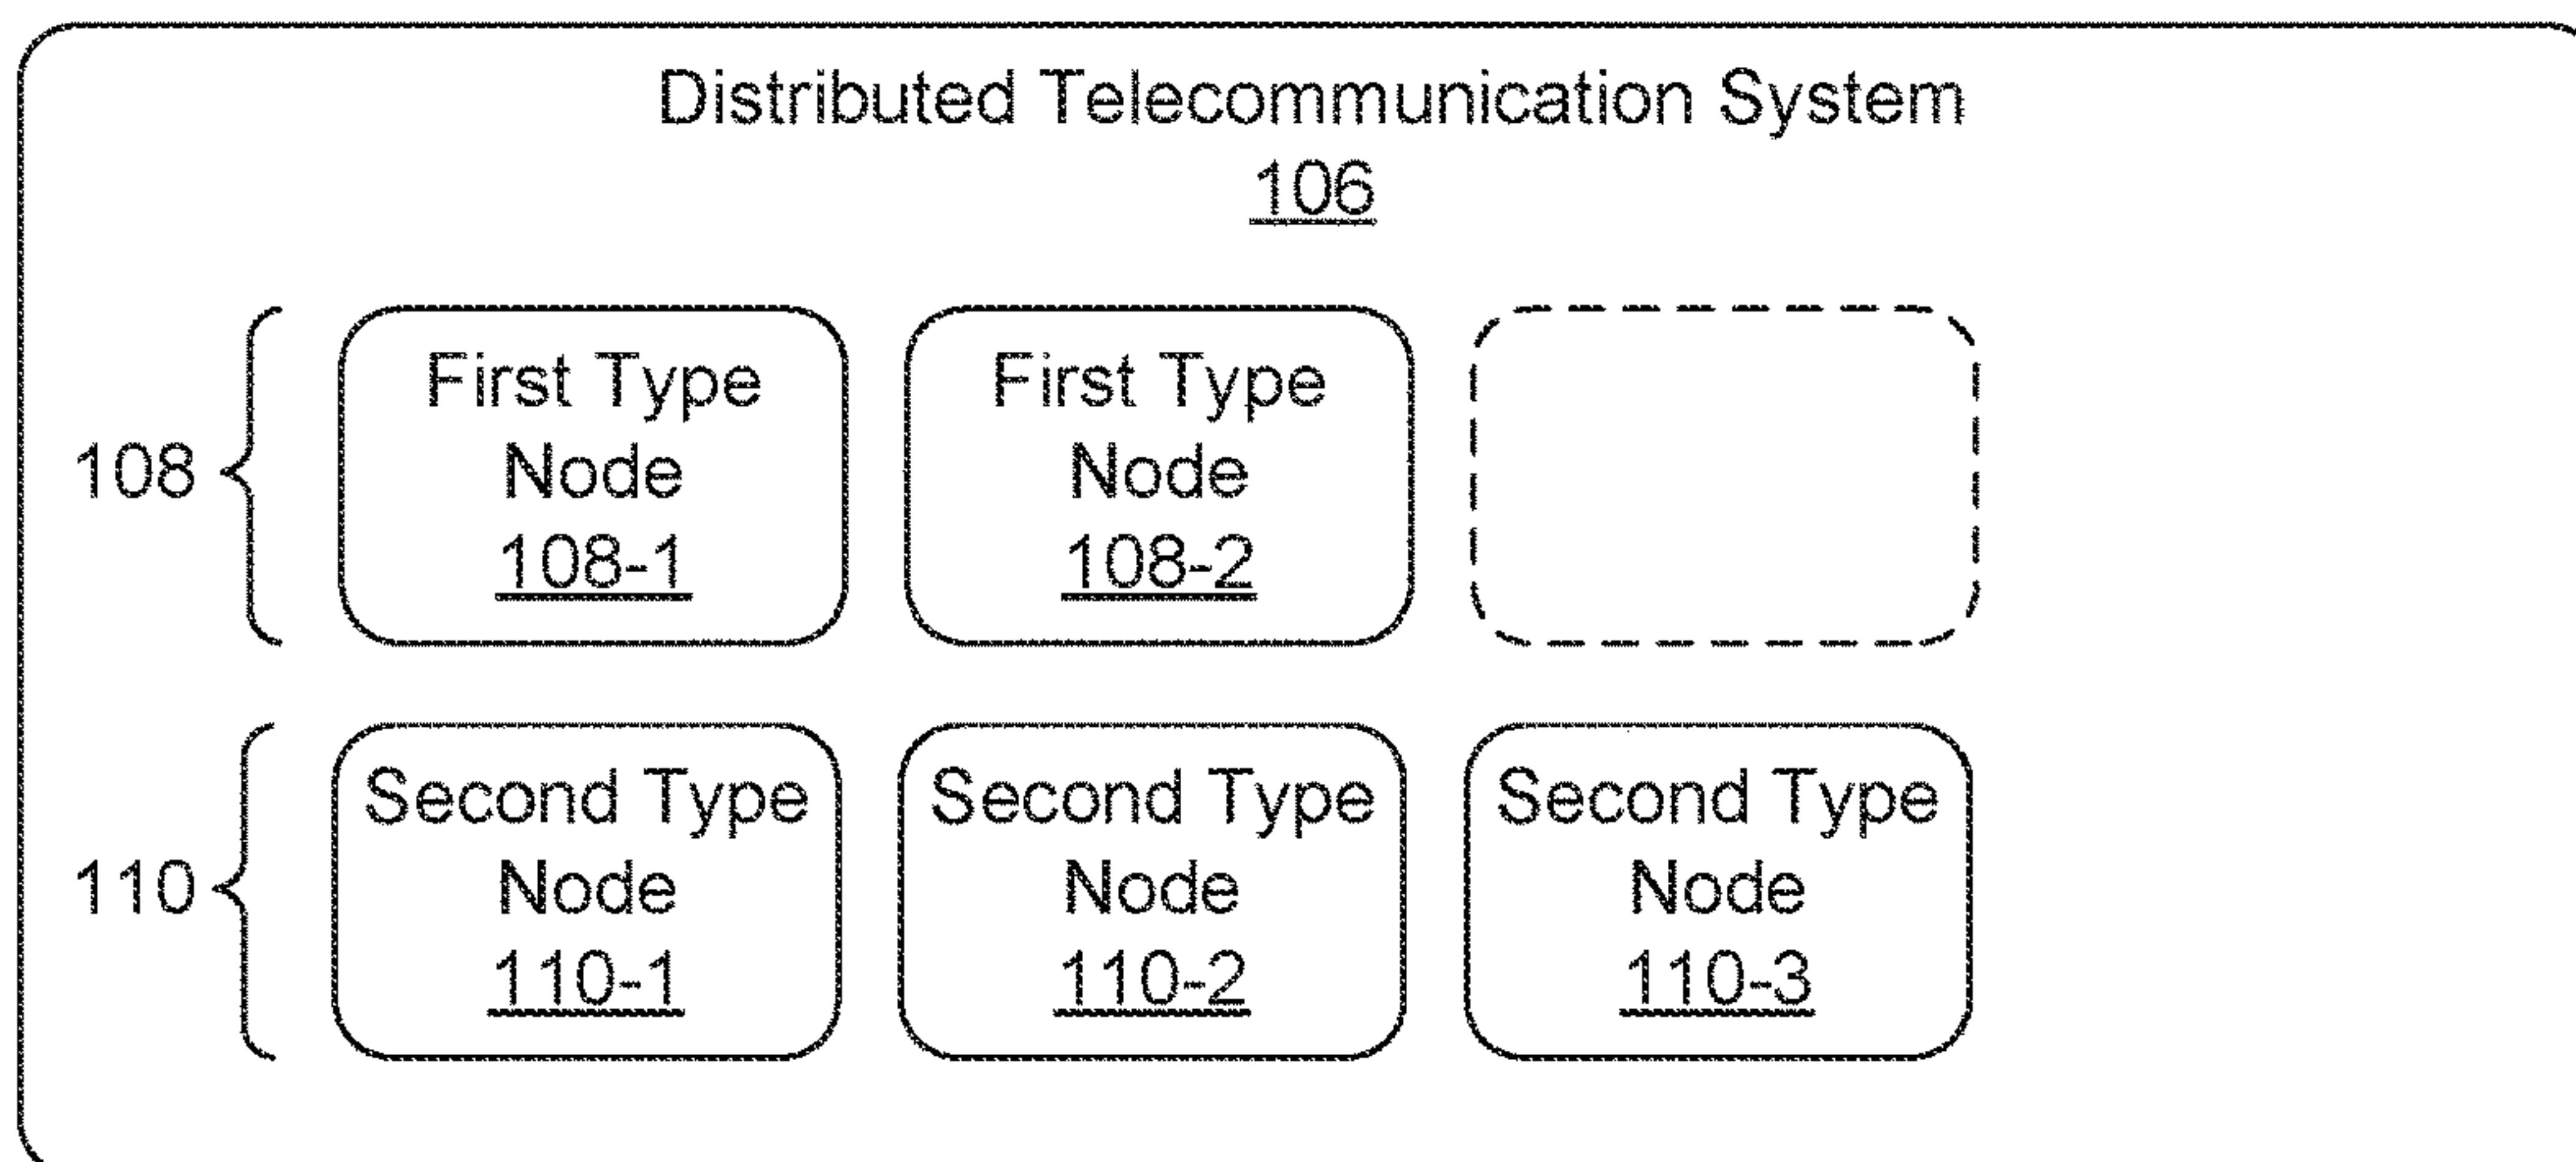 Distributed Telecommunication System
106
108
First Type
Node
108-1
First Type
Node
108-2
110
Second Type
Node
110-1
Second Type
Node
110-2
Second Type
Node
110-3